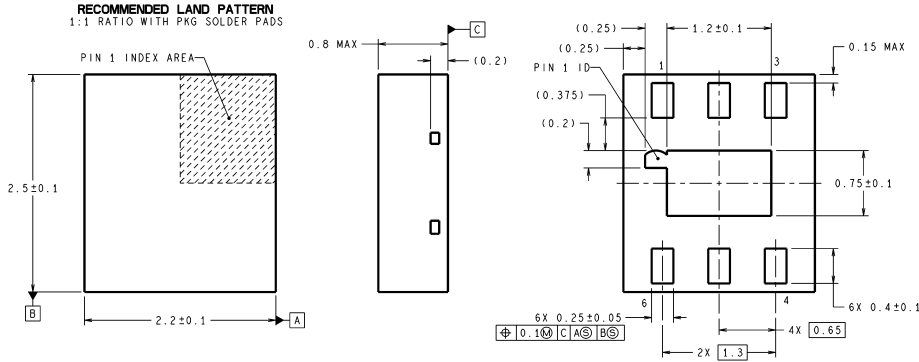 RECOMMENDED LAND PATTERN
1:1 RATIO WITH PKG SOLDER PADS
PIN 1 INDEX AREA
2.5±0.1
B
2.2±0.1
A
0.8 MAX
C
(0.2)
(0.25)
1.2±0.1
(0.25)
0.15 MAX
PIN 1 ID
1
3
(0.375)
(0.2)
0.75±0.1
6
4
6X 0.4±0.1
6X 0.25±0.05
⌖ 0.1Ⓜ C AⓈ BⓈ
4X 0.65
2X 1.3